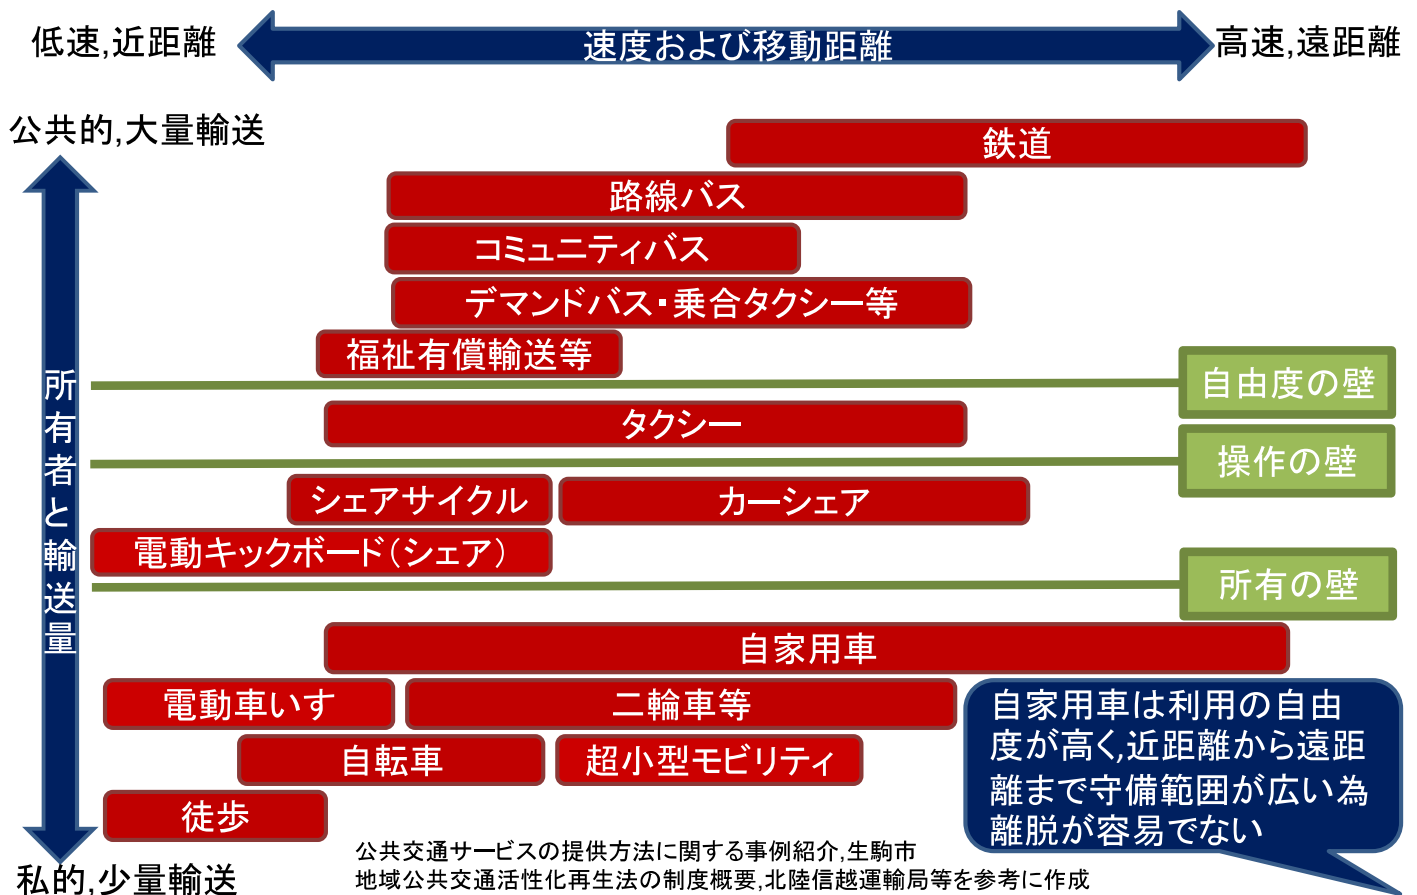 低速,近距離
速度および移動距離
高速,遠距離
公共的,大量輸送
鉄道
路線バス
コミュニティバス
デマンドバス・乗合タクシー等
福祉有償輸送等
自由度の壁
タクシー
操作の壁
シェアサイクル
カーシェア
電動キックボード（シェア）
所有の壁
所有者と輸送量
自家用車
電動車いす
二輪車等
自転車
超小型モビリティ
徒歩
自家用車は利用の自由
度が高く,近距離から遠距
離まで守備範囲が広い為
離脱が容易でない
私的,少量輸送
公共交通サービスの提供方法に関する事例紹介,生駒市
地域公共交通活性化再生法の制度概要,北陸信越運輸局等を参考に作成